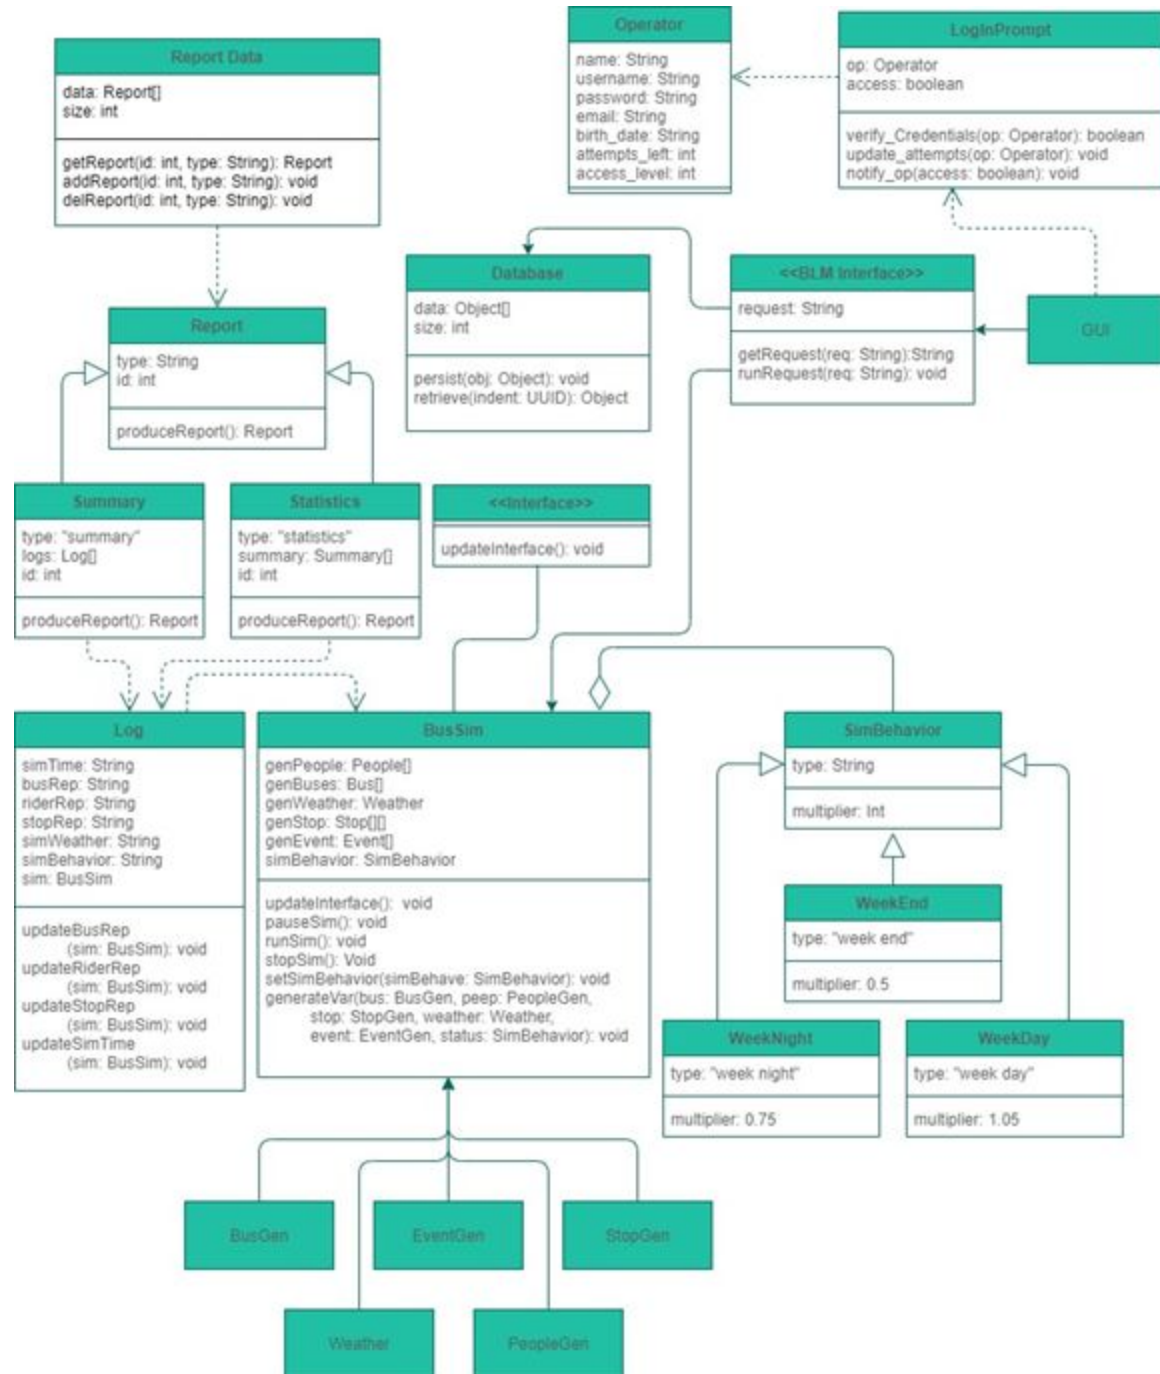 Operator
name: String
username: String
password: String
email: String
birth_date: String
attempts_left: int
access_level: int
LogInPrompt
op: Operator
access: boolean
verify_Credentials(op: Operator): boolean
update_attempts(op: Operator): void
notify_op(access: boolean): void
Report Data
data: Report[]
size: int
getReport(id: int, type: String): Report
addReport(id: int, type: String): void
delReport(id: int, type: String): void
Database
data: Object[]
size: int
persist(obj: Object): void
retrieve(indent: UUID): Object
<<BLM Interface>>
request: String
getRequest(req: String):String
runRequest(req: String): void
GUI
Report
type: String
id: int
produceReport(): Report
Summary
type: "summary"
logs: Log[]
id: int
produceReport(): Report
Statistics
type: "statistics"
summary: Summary[]
id: int
produceReport(): Report
<<Interface>>
updateInterface(): void
Log
simTime: String
busRep: String
riderRep: String
stopRep: String
simWeather: String
simBehavior: String
sim: BusSim
updateBusRep
(sim: BusSim): void
updateRiderRep
(sim: BusSim): void
updateStopRep
(sim: BusSim): void
updateSimTime
(sim: BusSim): void
BusSim
genPeople: People[]
genBuses: Bus[]
genWeather: Weather
genStop: Stop[][]
genEvent: Event[]
simBehavior: SimBehavior
updateInterface(): void
pauseSim(): void
runSim(): void
stopSim(): Void
setSimBehavior(simBehave: SimBehavior): void
generateVar(bus: BusGen, peep: PeopleGen,
stop: StopGen, weather: Weather,
event: EventGen, status: SimBehavior): void
SimBehavior
type: String
multiplier: Int
WeekEnd
type: "week end"
multiplier: 0.5
WeekNight
type: "week night"
multiplier: 0.75
WeekDay
type: "week day"
multiplier: 1.05
BusGen
EventGen
StopGen
Weather
PeopleGen